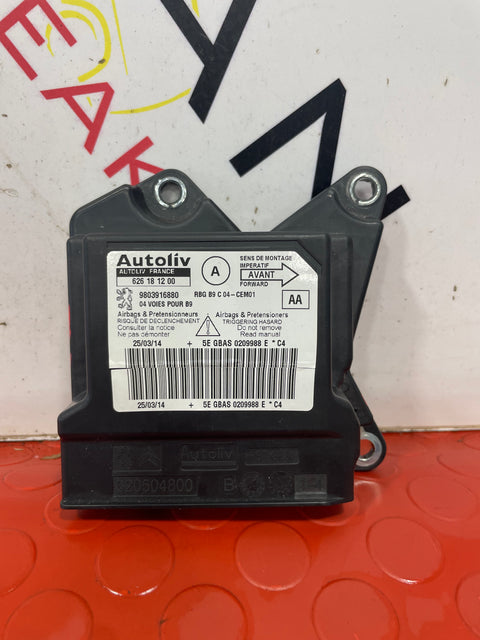 Autoliv
AUTOLIV FRANCE
626 18 12 00
A
SENS DE MONTAGE
IMPERATIF
AVANT
FORWARD
9803916880
RBG B9 C 04-CEM01
04 VOIES POUR B9
AA
Airbags & Pretensionneurs
RISQUE DE DECLENCHEMENT
Consulter la notice
Ne pas démonter
Airbags & Pretensioners
TRIGGERING HASARD
Do not remove
Read manual
25/03/14 + 5E GBAS 0209988 E * C4
25/03/14 + 5E GBAS 0209988 E * C4
Autoliv
620604800
B